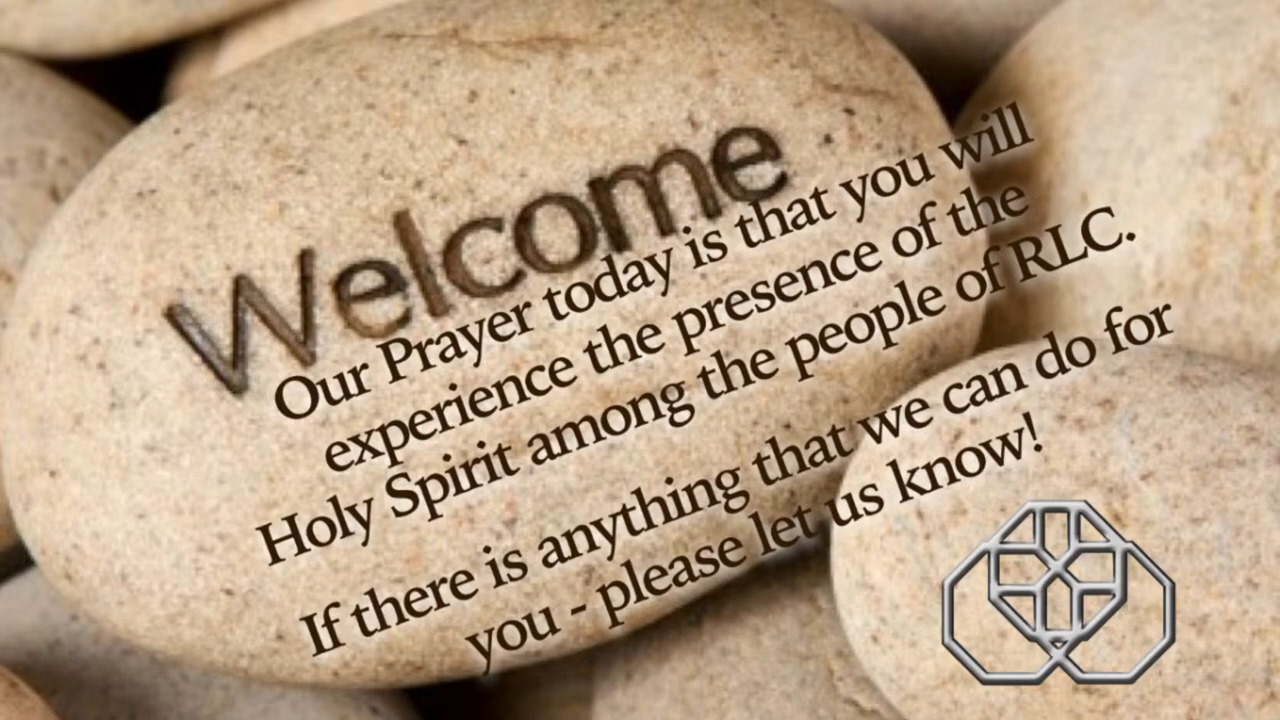 Welcome
Our Prayer today is that you will
experience the presence of the
Holy Spirit among the people of RLC.
If there is anything that we can do for
you - please let us know!